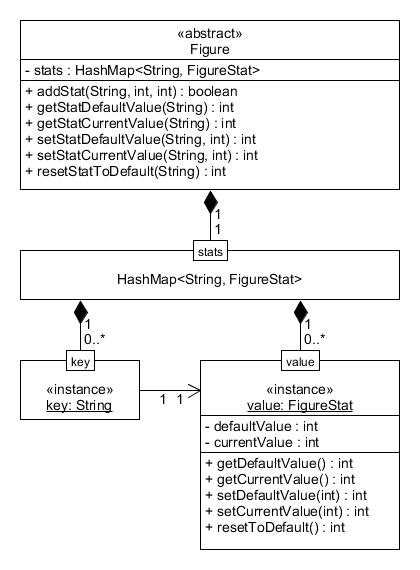 «abstract»
Figure
- stats : HashMap<String, FigureStat>
+ addStat(String, int, int) : boolean
+ getStatDefaultValue(String) : int
+ getStatCurrentValue(String) : int
+ setStatDefaultValue(String, int) : int
+ setStatCurrentValue(String, int) : int
+ resetStatToDefault(String) : int
1
1
stats
HashMap<String, FigureStat>
1
0..*
1
0..*
key
value
«instance»
key: String
1 1
«instance»
value: FigureStat
- defaultValue : int
- currentValue : int
+ getDefaultValue() : int
+ getCurrentValue() : int
+ setDefaultValue(int) : int
+ setCurrentValue(int) : int
+ resetToDefault() : int